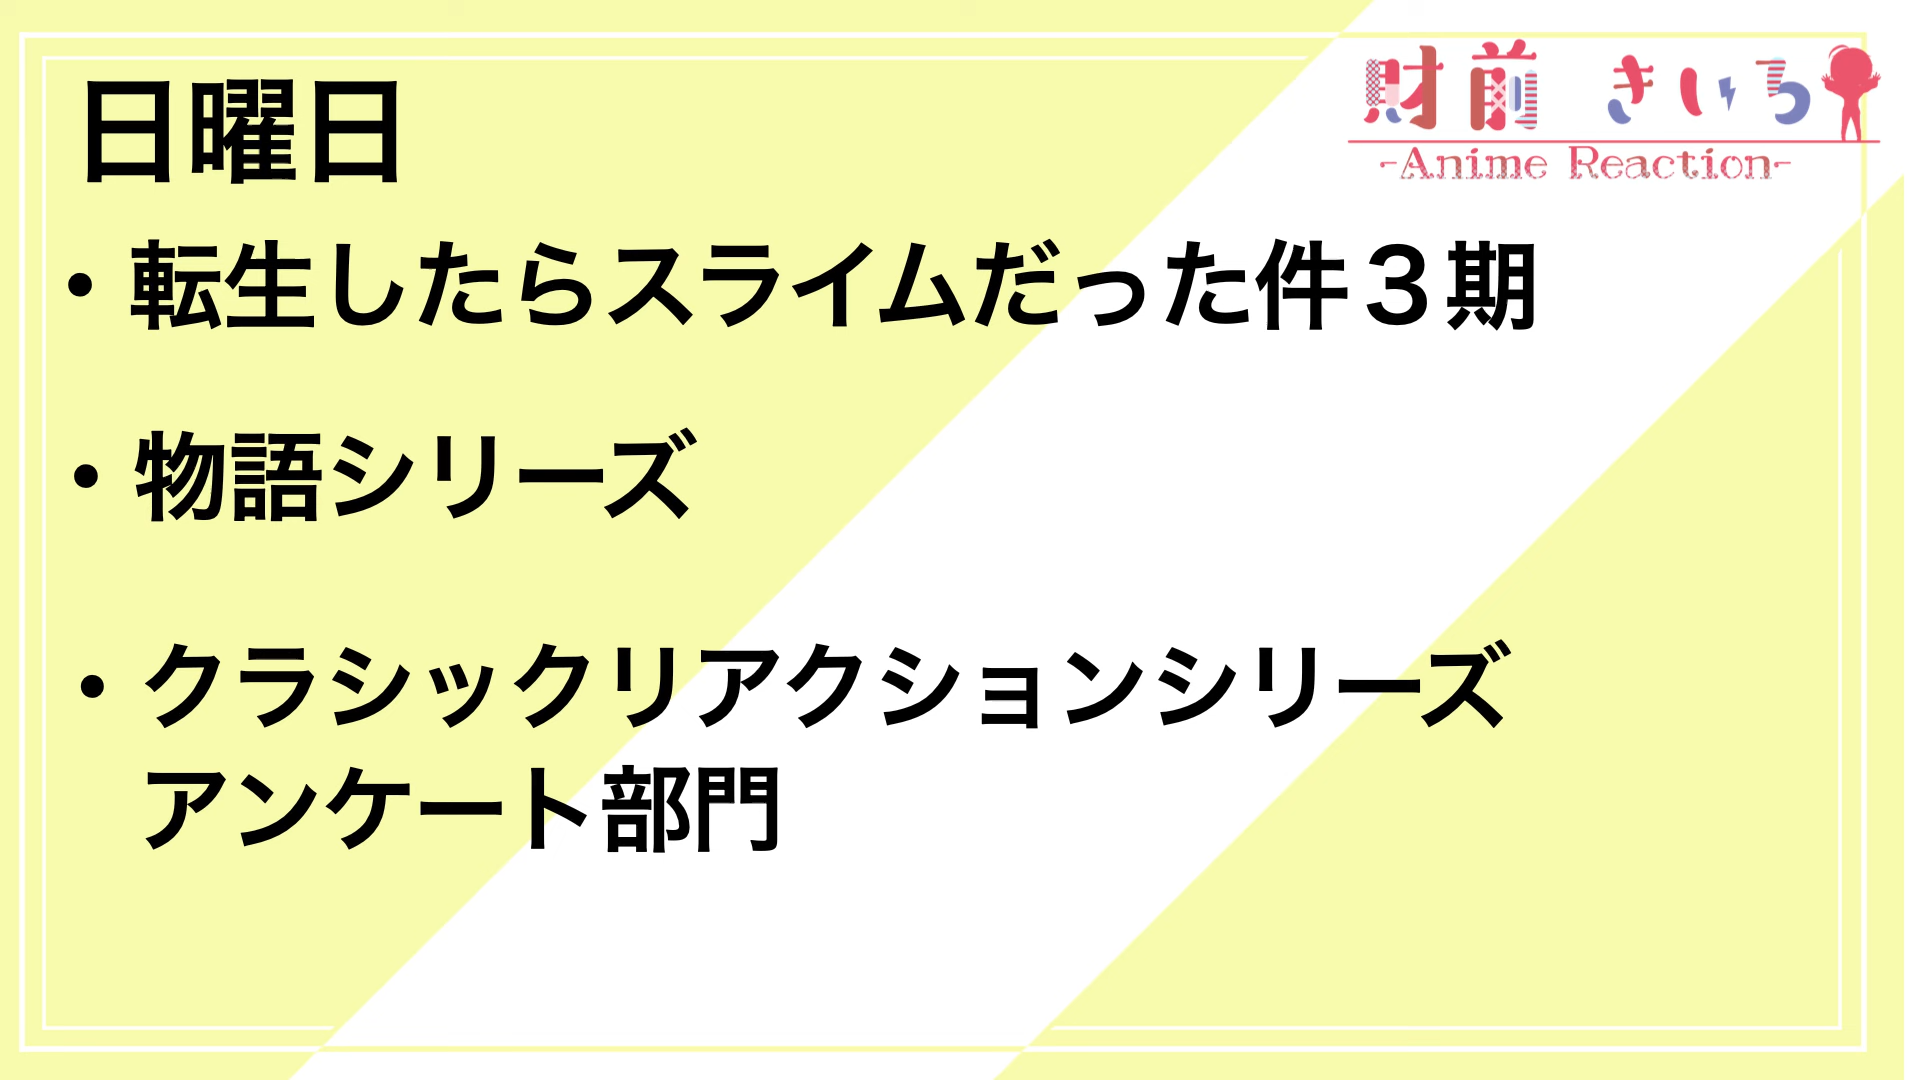 財前 きいろ
-Anime Reaction-
日曜日
・転生したらスライムだった件３期
・物語シリーズ
・クラシックリアクションシリーズ
アンケート部門